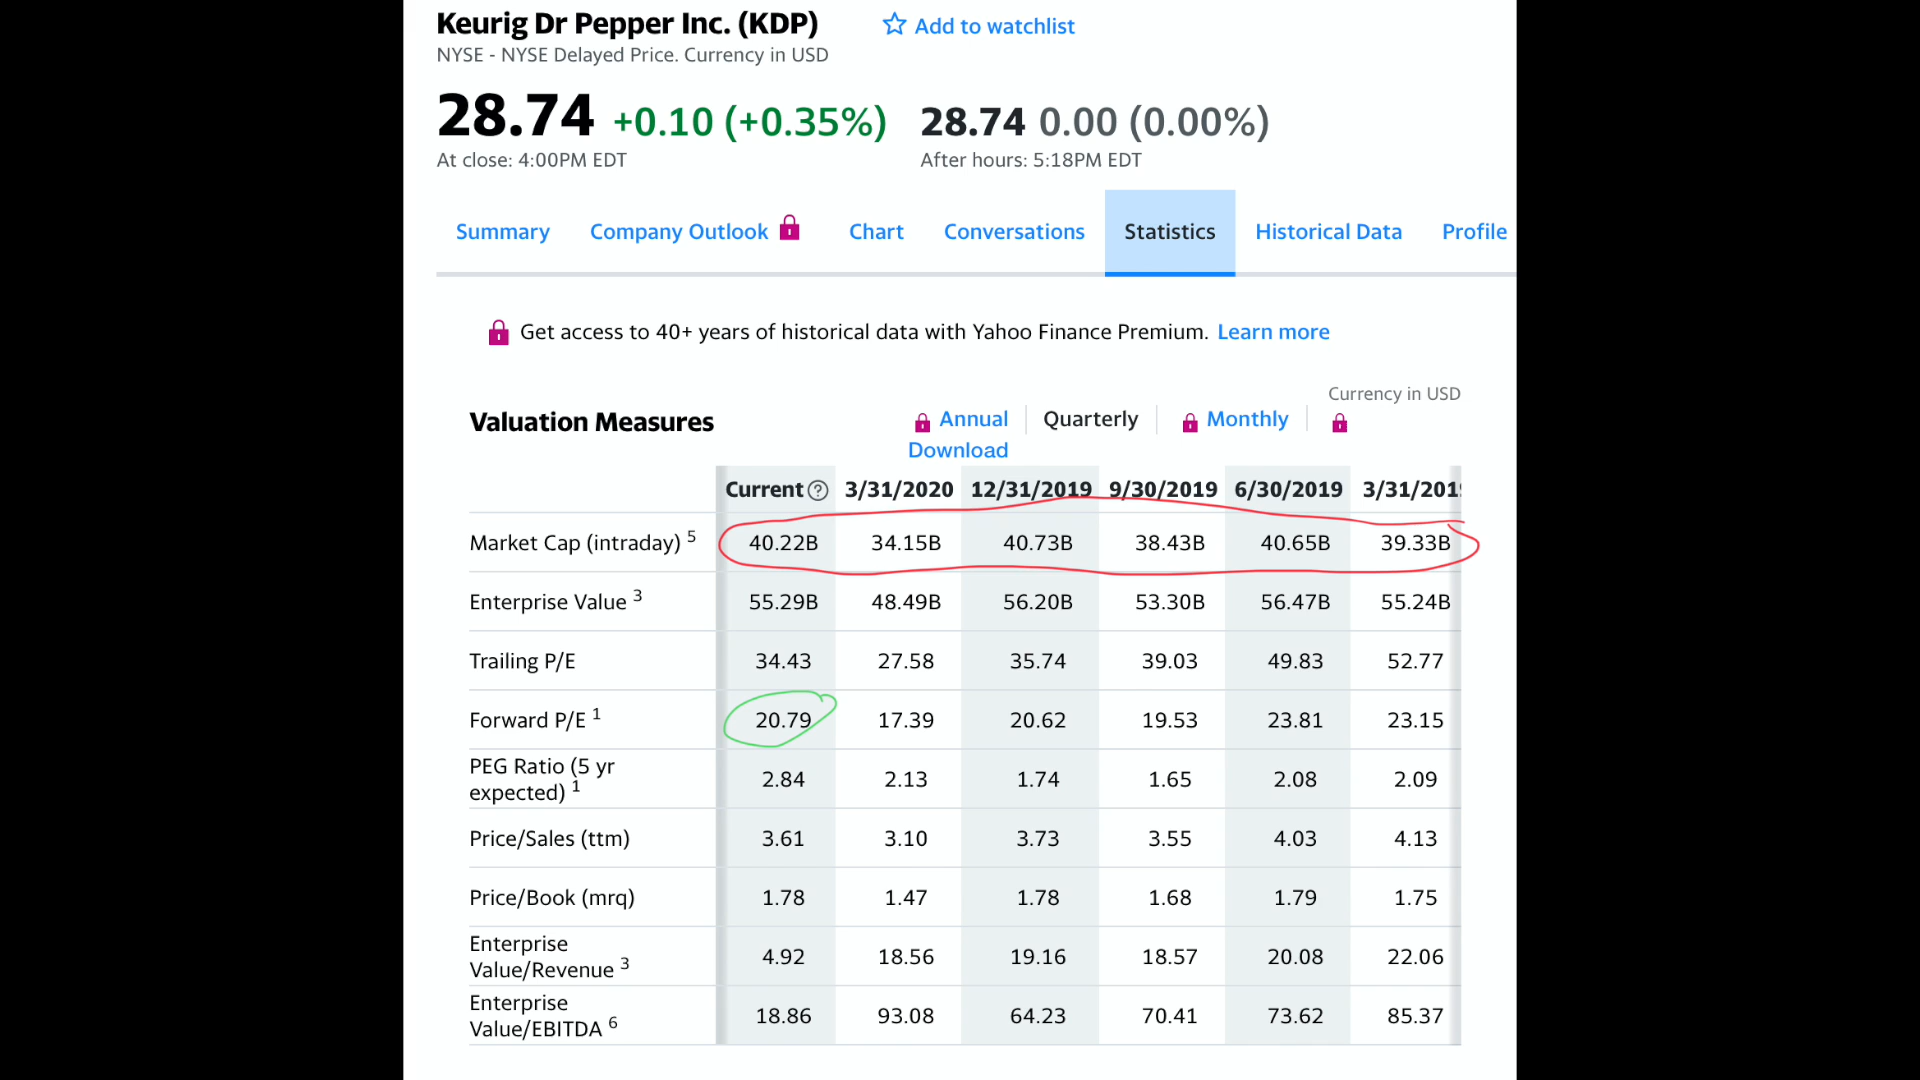 Keurig Dr Pepper Inc. (KDP) Add to watchlist
NYSE - NYSE Delayed Price. Currency in USD
28.74 +0.10 (+0.35%) 28.74 0.00 (0.00%)
At close: 4:00PM EDT After hours: 5:18PM EDT
Summary Company Outlook Chart Conversations Statistics Historical Data Profile
Get access to 40+ years of historical data with Yahoo Finance Premium. Learn more
Currency in USD
Valuation Measures Annual Quarterly Monthly
Download
Current ? 3/31/2020 12/31/2019 9/30/2019 6/30/2019 3/31/201
Market Cap (intraday) 5 40.22B 34.15B 40.73B 38.43B 40.65B 39.33B
Enterprise Value 3 55.29B 48.49B 56.20B 53.30B 56.47B 55.24B
Trailing P/E 34.43 27.58 35.74 39.03 49.83 52.77
Forward P/E 1 20.79 17.39 20.62 19.53 23.81 23.15
PEG Ratio (5 yr
expected) 1 2.84 2.13 1.74 1.65 2.08 2.09
Price/Sales (ttm) 3.61 3.10 3.73 3.55 4.03 4.13
Price/Book (mrq) 1.78 1.47 1.78 1.68 1.79 1.75
Enterprise
Value/Revenue 3 4.92 18.56 19.16 18.57 20.08 22.06
Enterprise
Value/EBITDA 6 18.86 93.08 64.23 70.41 73.62 85.37